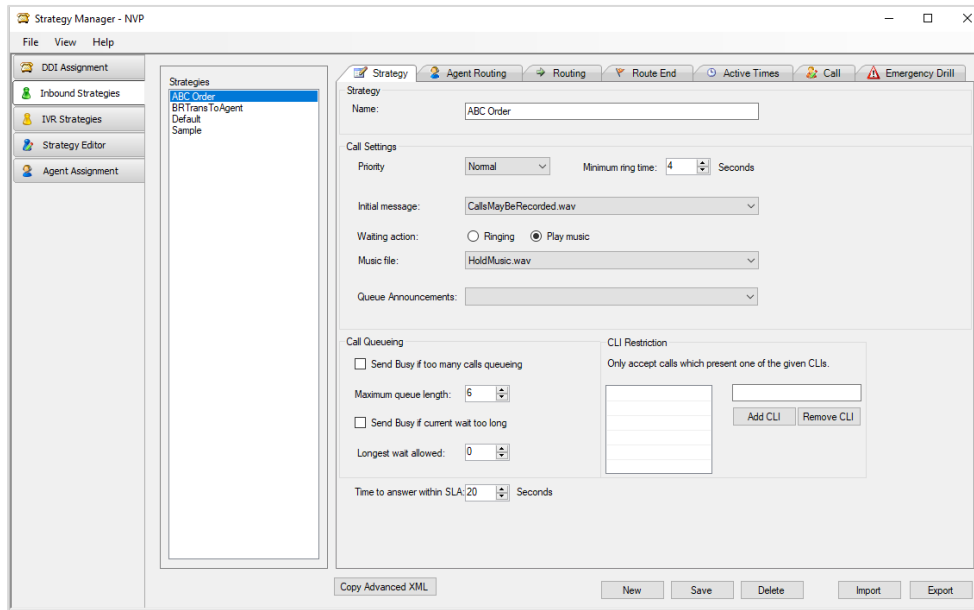 Strategy Manager - NVP
File View Help
DDI Assignment
Inbound Strategies
IVR Strategies
Strategy Editor
Agent Assignment
Strategies
ABC Order
BRTransToAgent
Default
Sample
Strategy Agent Routing Routing Route End Active Times Call Emergency Drill
Strategy
Name: ABC Order
Call Settings
Priority Normal Minimum ring time: 4 Seconds
Initial message: CallsMayBeRecorded.wav
Waiting action: Ringing Play music
Music file: HoldMusic.wav
Queue Announcements:
Call Queueing
Send Busy if too many calls queueing
Maximum queue length: 6
Send Busy if current wait too long
Longest wait allowed: 0
CLI Restriction
Only accept calls which present one of the given CLIs.
Add CLI Remove CLI
Time to answer within SLA: 20 Seconds
Copy Advanced XML New Save Delete Import Export